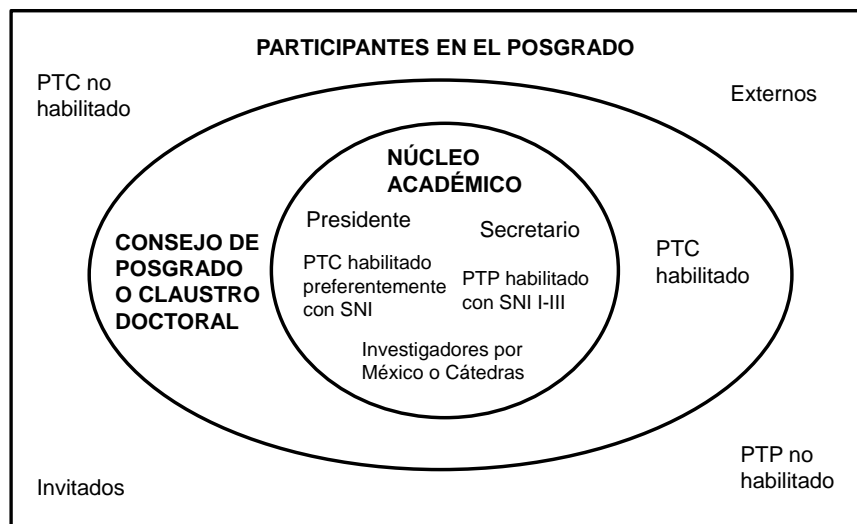 PARTICIPANTES EN EL POSGRADO
PTC no
habilitado
Externos
NÚCLEO
ACADÉMICO
Presidente
Secretario
CONSEJO DE
POSGRADO
O CLAUSTRO
DOCTORAL
PTC habilitado
preferentemente
con SNI
PTP habilitado
con SNI I-III
PTC
habilitado
Investigadores por
México o Cátedras
Invitados
PTP no
habilitado